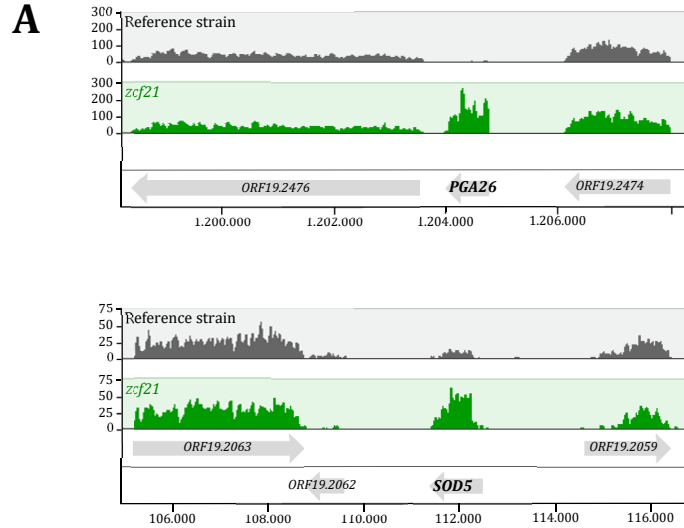 A
300
Reference strain
200
100
0
300
zcf21
200
100
0
ORF19.2476
PGA26
ORF19.2474
1.200.000
1.202.000
1.204.000
1.206.000
75
Reference strain
50
25
0
75
zcf21
50
25
0
ORF19.2063
ORF19.2059
ORF19.2062
SOD5
106.000
108.000
110.000
112.000
114.000
116.000